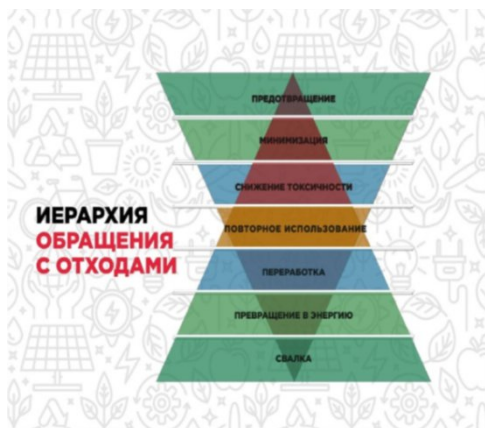 ИЕРАРХИЯ
ОБРАЩЕНИЯ
С ОТХОДАМИ
ПРЕДОТВРАЩЕНИЕ
МИНИМИЗАЦИЯ
СНИЖЕНИЕ ТОКСИЧНОСТИ
ПОВТОРНОЕ ИСПОЛЬЗОВАНИЕ
ПЕРЕРАБОТКА
ПРЕВРАЩЕНИЕ В ЭНЕРГИЮ
СВАЛКА